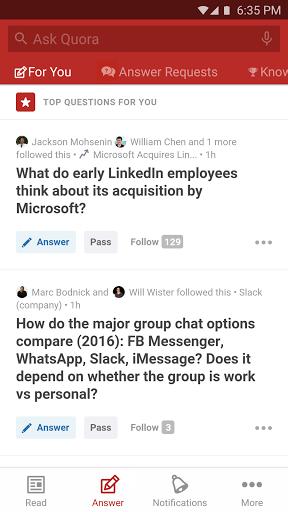 6:35 PM
Ask Quora
For You
Answer Requests
Know
TOP QUESTIONS FOR YOU
Jackson Mohsenin William Chen and 1 more
followed this • Microsoft Acquires Lin... • 1h
What do early LinkedIn employees
think about its acquisition by
Microsoft?
Answer Pass Follow 129
Marc Bodnick and Will Wister followed this • Slack
(company) • 1h
How do the major group chat options
compare (2016): FB Messenger,
WhatsApp, Slack, iMessage? Does it
depend on whether the group is work
vs personal?
Answer Pass Follow 3
Read Answer Notifications More